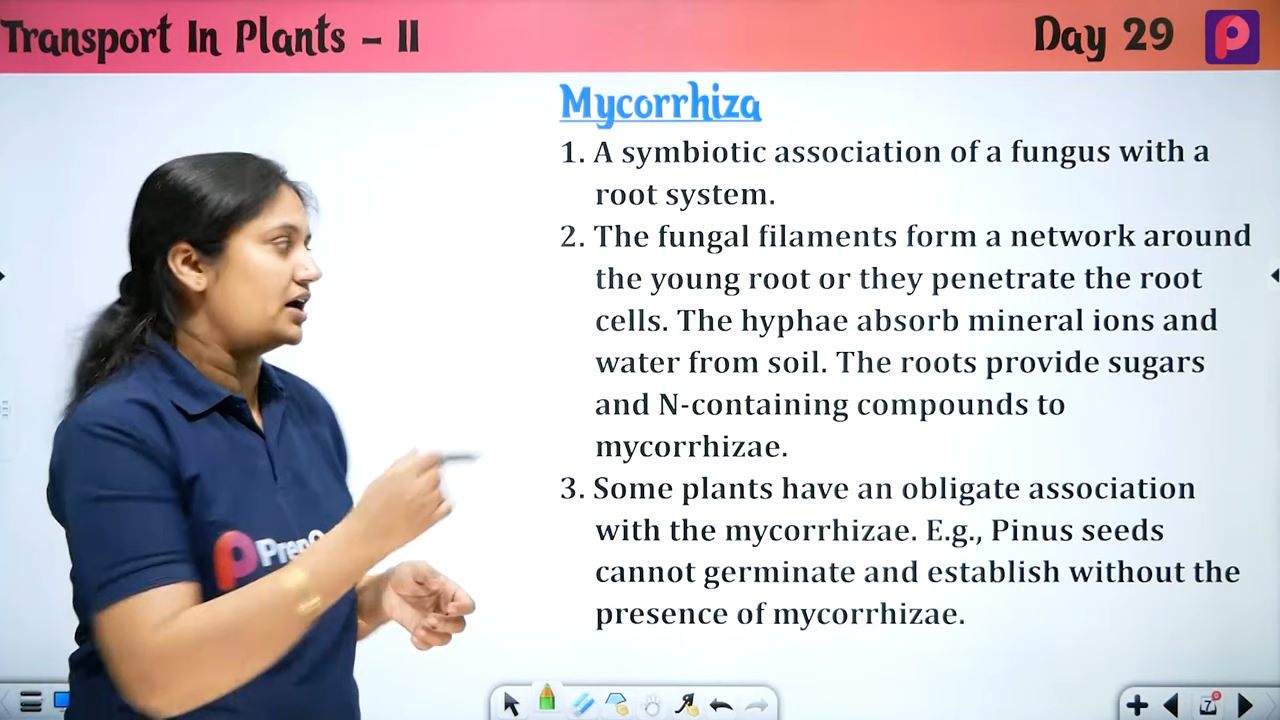 Transport In Plants – II
Day 29
Mycorrhiza
1. A symbiotic association of a fungus with a
root system.
2. The fungal filaments form a network around
the young root or they penetrate the root
cells. The hyphae absorb mineral ions and
water from soil. The roots provide sugars
and N-containing compounds to
mycorrhizae.
3. Some plants have an obligate association
with the mycorrhizae. E.g., Pinus seeds
cannot germinate and establish without the
presence of mycorrhizae.
7